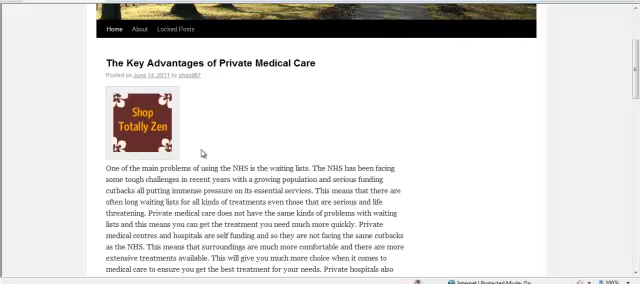 Home About Locked Posts
The Key Advantages of Private Medical Care
Posted on June 14, 2011 by
Shop
Totally Zen
One of the main problems of using the NHS is the waiting lists. The NHS has been facing
some tough challenges in recent years with a growing population and serious funding
cutbacks all putting immense pressure on its essential services. This means that there are
often long waiting lists for all kinds of treatments even those that are serious and life
threatening. Private medical care does not have the same kinds of problems with waiting
lists and this means you can get the treatment you need much more quickly. Private
medical centres and hospitals are self funding and so they are not facing the same cutbacks
as the NHS. This means that surroundings are much more comfortable and there are more
extensive treatments available. This will give you much more choice when it comes to
medical care to ensure you get the best treatment for your needs. Private hospitals also
Internet | Protected Mode: On
100%